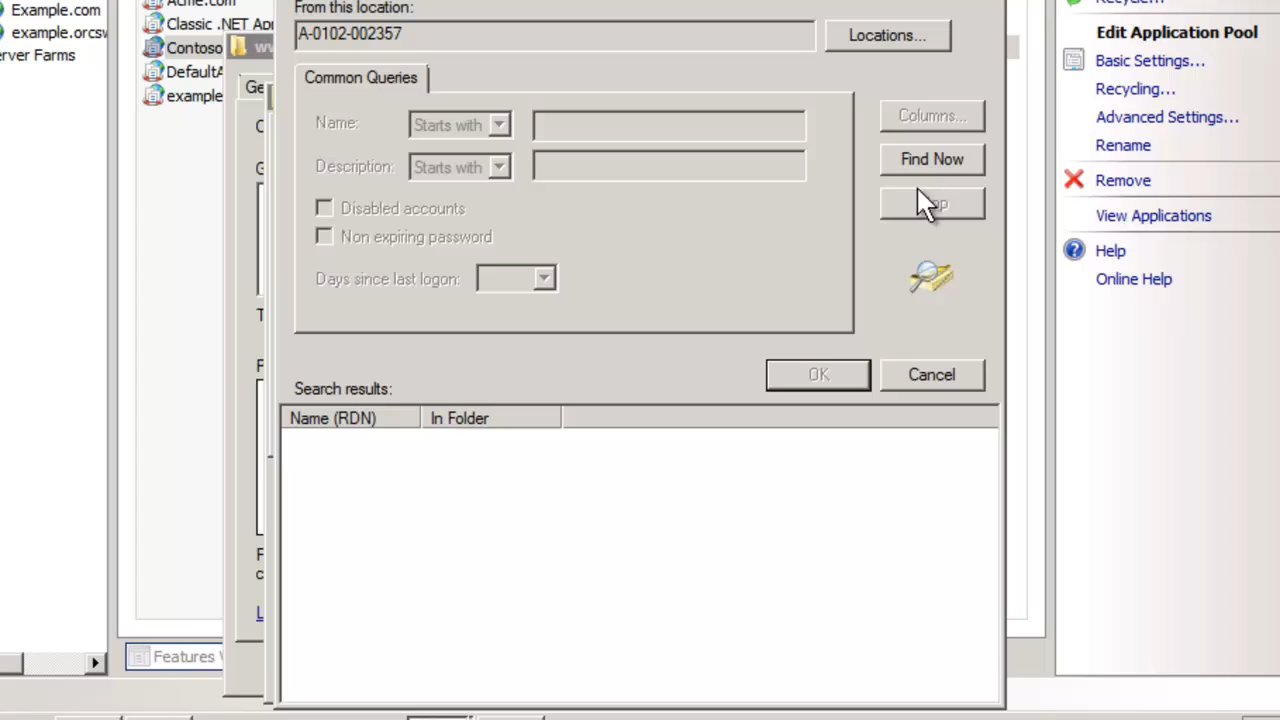 Example.com
example.orcsw
erver Farms
Acme.com
Classic .NET Ap
Contoso
DefaultA
example
Features
Ge
From this location:
A-0102-002357
Locations...
Common Queries
Name:
Starts with
Description:
Starts with
Disabled accounts
Non expiring password
Days since last logon:
Columns...
Find Now
OK
Cancel
Search results:
Name (RDN)
In Folder
Recycle...
Edit Application Pool
Basic Settings...
Recycling...
Advanced Settings...
Rename
Remove
View Applications
Help
Online Help